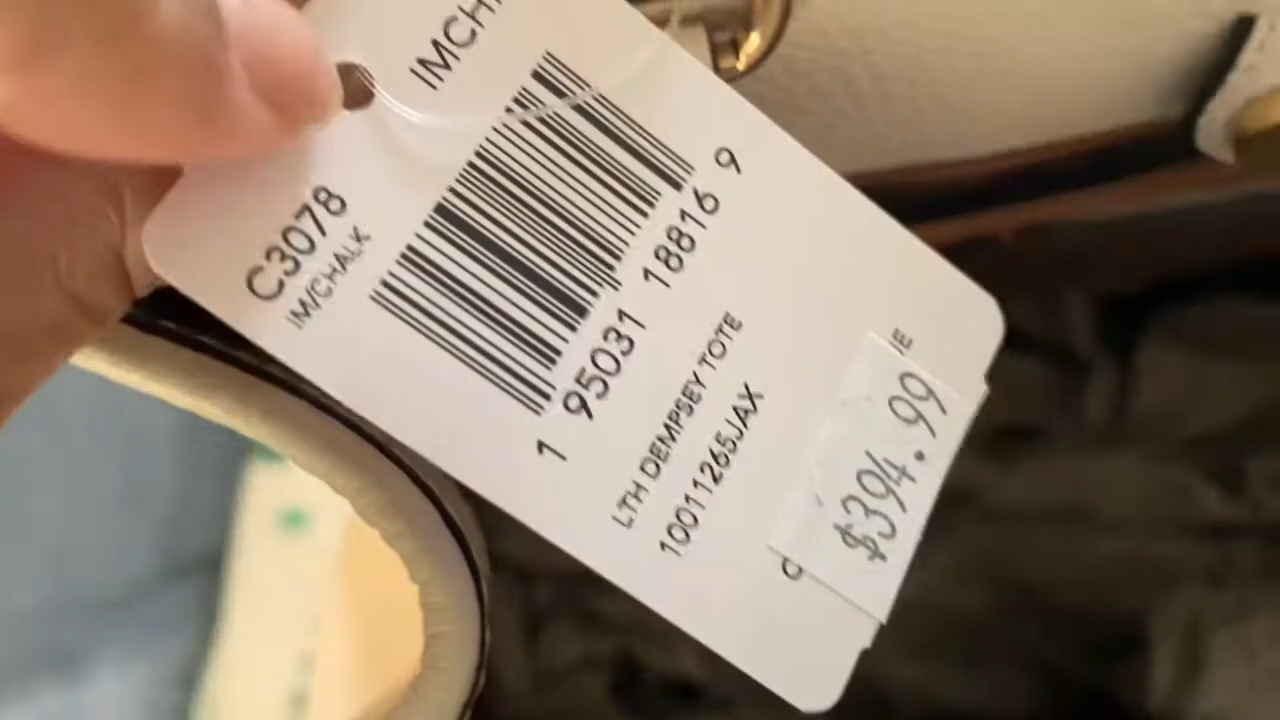 IMCH
C3078
IM/CHALK
1 95031 18816 9
LTH DEMPSEY TOTE
10011265JAX
$394.99